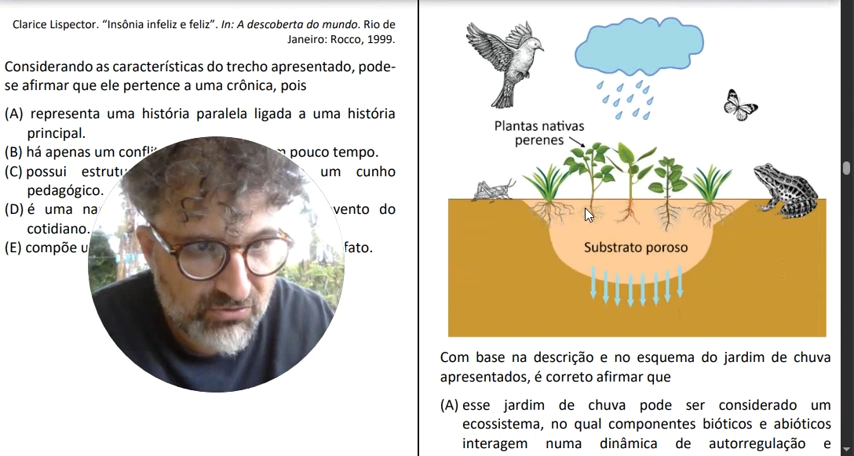 Clarice Lispector. “Insônia infeliz e feliz”. In: A descoberta do mundo. Rio de
Janeiro: Rocco, 1999.
Considerando as características do trecho apresentado, pode-
se afirmar que ele pertence a uma crônica, pois
(A) representa uma história paralela ligada a uma história
principal.
(B) há apenas um pouco tempo.
(C) possui um cunho
pedagógico.
(D) é uma do
cotidiano.
(E) compõe fato.
Plantas nativas
perenes
Substrato poroso
Com base na descrição e no esquema do jardim de chuva
apresentados, é correto afirmar que
(A) esse jardim de chuva pode ser considerado um
ecossistema, no qual componentes bióticos e abióticos
interagem numa dinâmica de autorregulação e